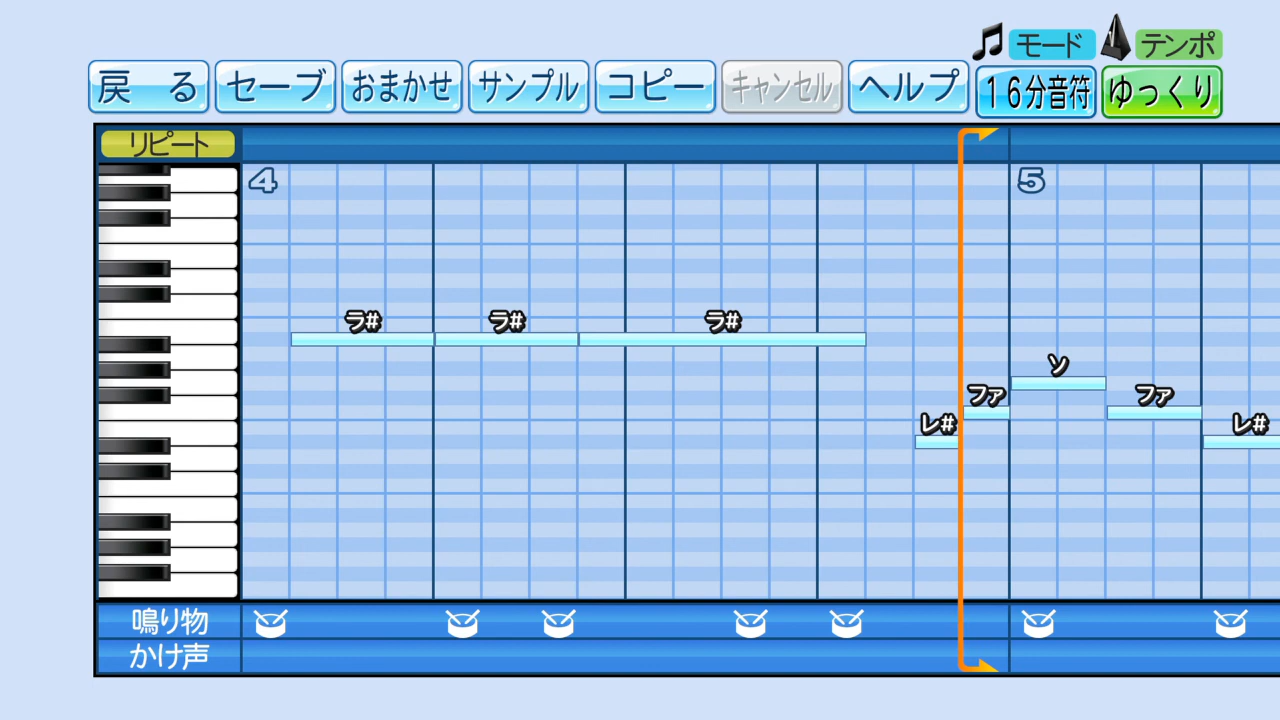 モード テンポ
戻る セーブ おまかせ サンプル コピー キャンセル ヘルプ 16分音符 ゆっくり
リピート
4 5
ラ# ラ# ラ#
ソ
ファ ファ
レ# レ#
鳴り物
かけ声